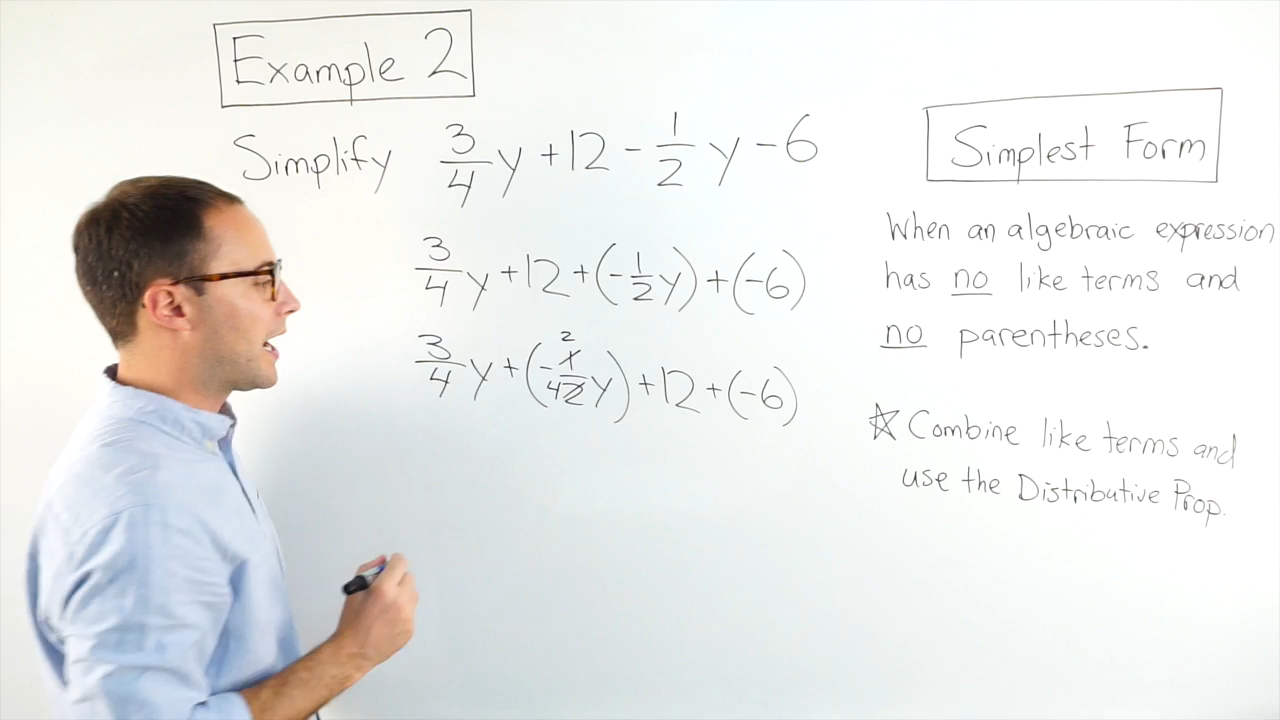 Example 2
Simplify 3/4 y + 12 - 1/2 y - 6
3/4 y + 12 + (-1/2 y) + (-6)
3/4 y + (- 2 1/4 2 y) + 12 + (-6)
Simplest Form
When an algebraic expression
has no like terms and
no parentheses.
☆ Combine like terms and
use the Distributive Prop.